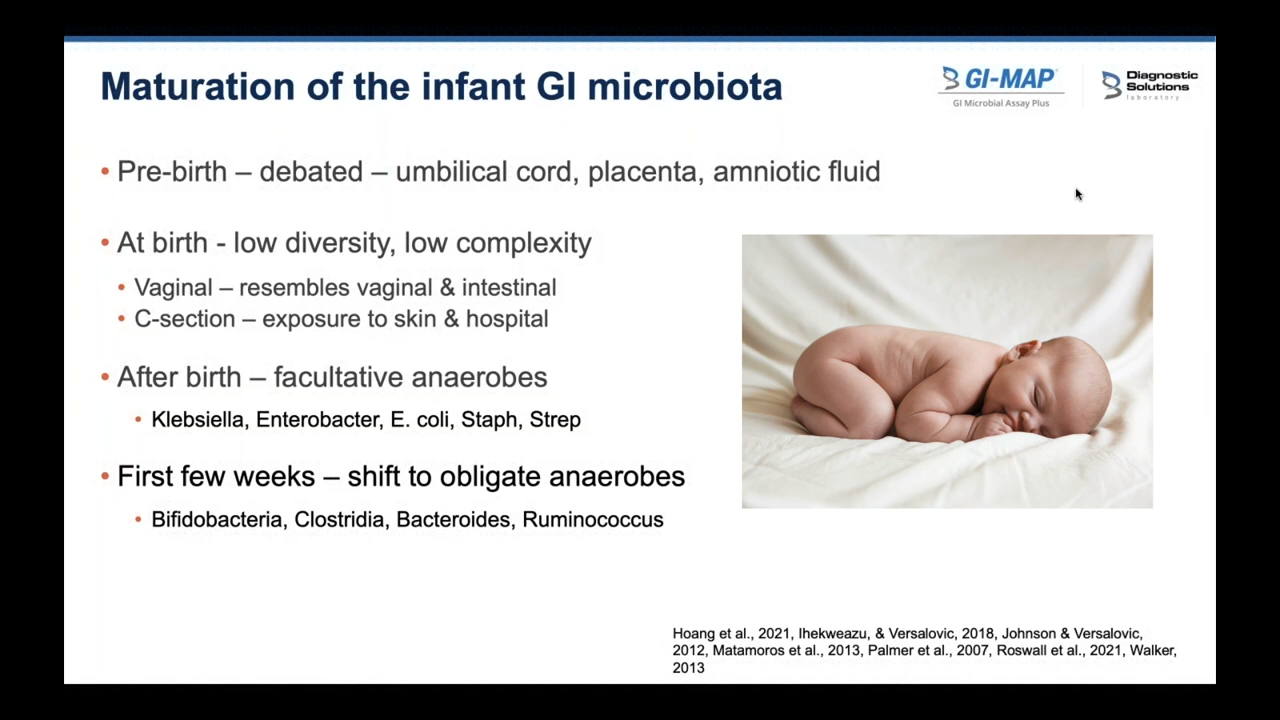 Maturation of the infant GI microbiota
GI-MAP®
GI Microbial Assay Plus
Diagnostic
Solutions
laboratory
• Pre-birth – debated – umbilical cord, placenta, amniotic fluid
• At birth - low diversity, low complexity
• Vaginal – resembles vaginal & intestinal
• C-section – exposure to skin & hospital
• After birth – facultative anaerobes
• Klebsiella, Enterobacter, E. coli, Staph, Strep
• First few weeks – shift to obligate anaerobes
• Bifidobacteria, Clostridia, Bacteroides, Ruminococcus
Hoang et al., 2021, Ihekweazu, & Versalovic, 2018, Johnson & Versalovic,
2012, Matamoros et al., 2013, Palmer et al., 2007, Roswall et al., 2021, Walker,
2013